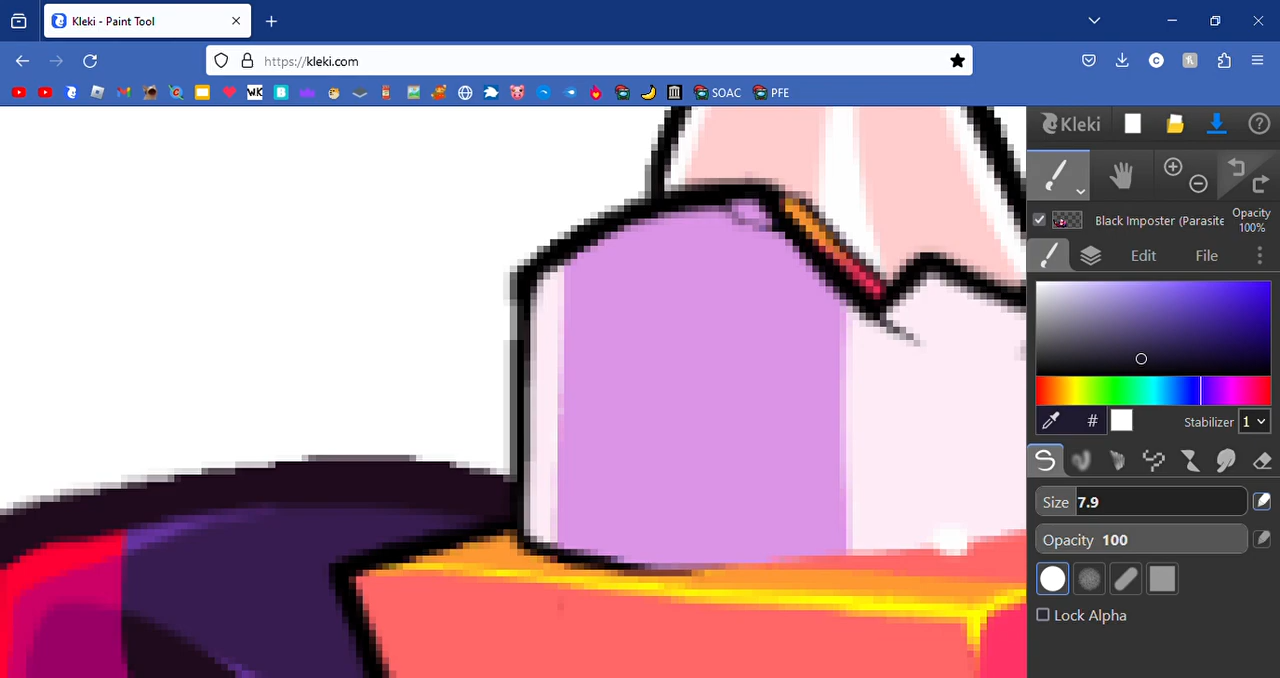 Kleki - Paint Tool
https://kleki.com
WK
B
SOAC
PFE
Kleki
Black Imposter (Parasite
Opacity
100%
Edit
File
#
Stabilizer
1
Size 7.9
Opacity 100
Lock Alpha